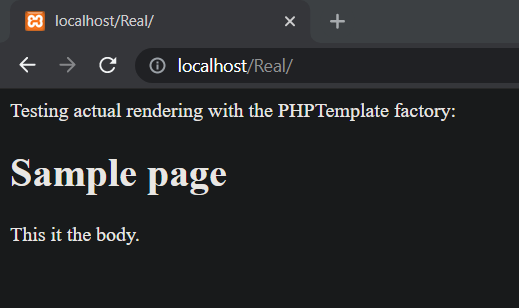 localhost/Real/
localhost/Real/
Testing actual rendering with the PHPTemplate factory:
Sample page
This it the body.